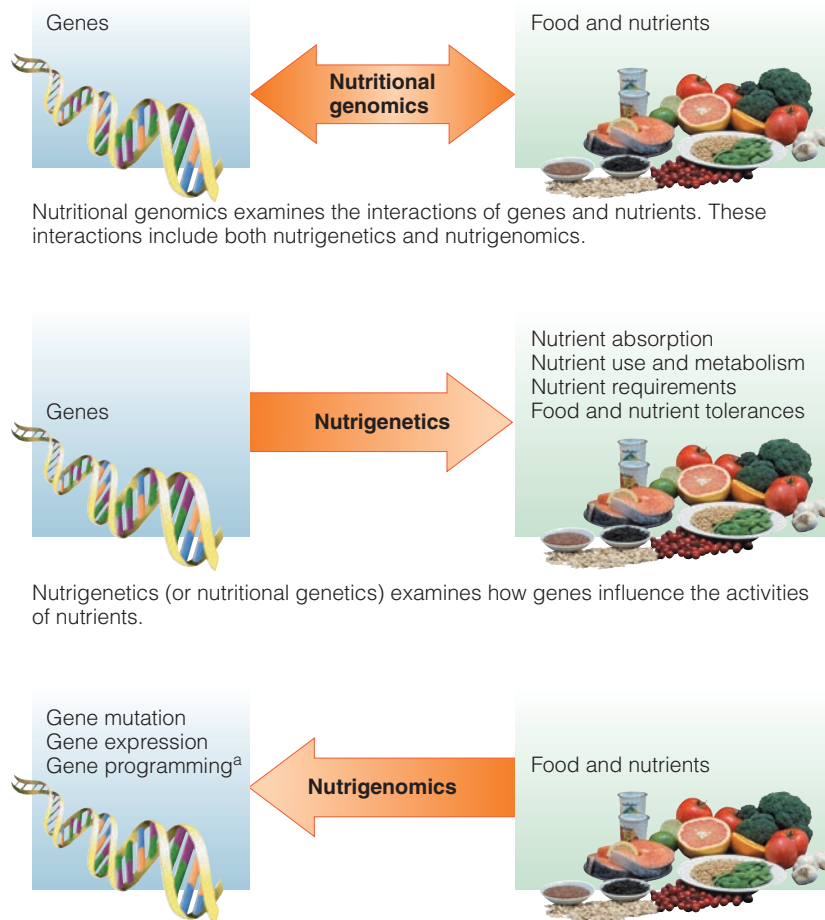 Genes
Food and nutrients
Nutritional
genomics
Nutritional genomics examines the interactions of genes and nutrients. These
interactions include both nutrigenetics and nutrigenomics.
Genes
Nutrigenetics
Nutrient absorption
Nutrient use and metabolism
Nutrient requirements
Food and nutrient tolerances
Nutrigenetics (or nutritional genetics) examines how genes influence the activities
of nutrients.
Gene mutation
Gene expression
Gene programmingᵃ
Nutrigenomics
Food and nutrients